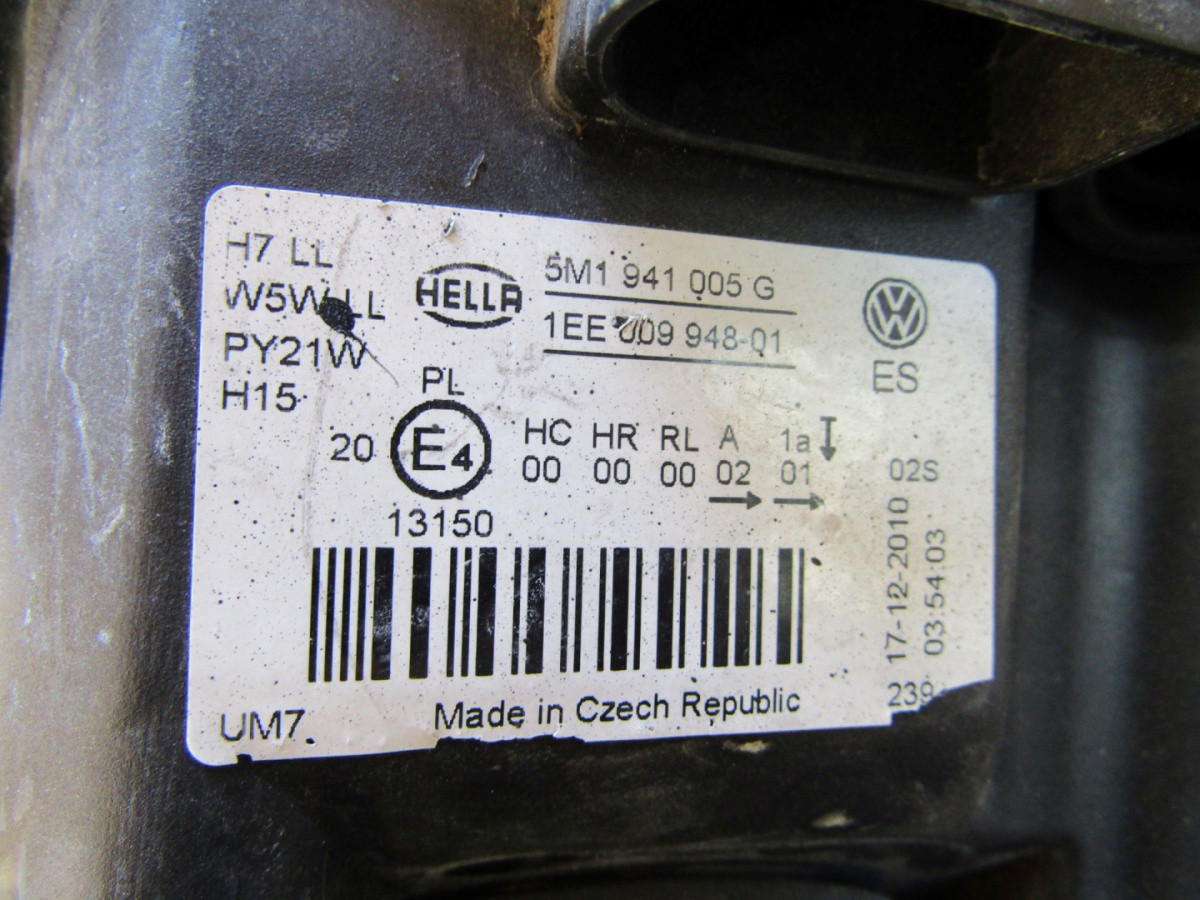 H7 LL
W5W LL
PY21W
H15
HELLA
5M1 941 005 G
1EE 009 948-01
VW
ES
PL
20 E4
13150
HC HR RL A 1a
00 00 00 02 01
02S
17-12-2010
03:54:03
239
UM7
Made in Czech Republic